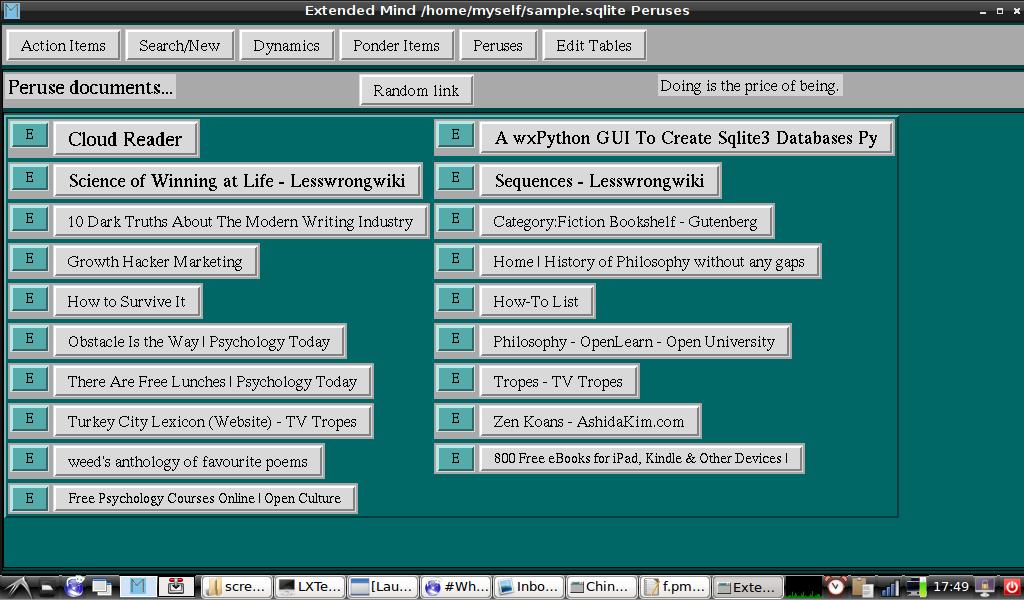 Extended Mind /home/myself/sample.sqlite Peruses
Action Items Search/New Dynamics Ponder Items Peruses Edit Tables
Peruse documents... Random link Doing is the price of being.
E Cloud Reader E A wxPython GUI To Create Sqlite3 Databases Py
E Science of Winning at Life - Lesswrongwiki E Sequences - Lesswrongwiki
E 10 Dark Truths About The Modern Writing Industry E Category:Fiction Bookshelf - Gutenberg
E Growth Hacker Marketing E Home | History of Philosophy without any gaps
E How to Survive It E How-To List
E Obstacle Is the Way | Psychology Today E Philosophy - OpenLearn - Open University
E There Are Free Lunches | Psychology Today E Tropes - TV Tropes
E Turkey City Lexicon (Website) - TV Tropes E Zen Koans - AshidaKim.com
E weed's anthology of favourite poems E 800 Free eBooks for iPad, Kindle & Other Devices |
E Free Psychology Courses Online | Open Culture
scre... LXTe... [Lau... #Wh... Inbo... Chin... f.pm... Exte... 17:49